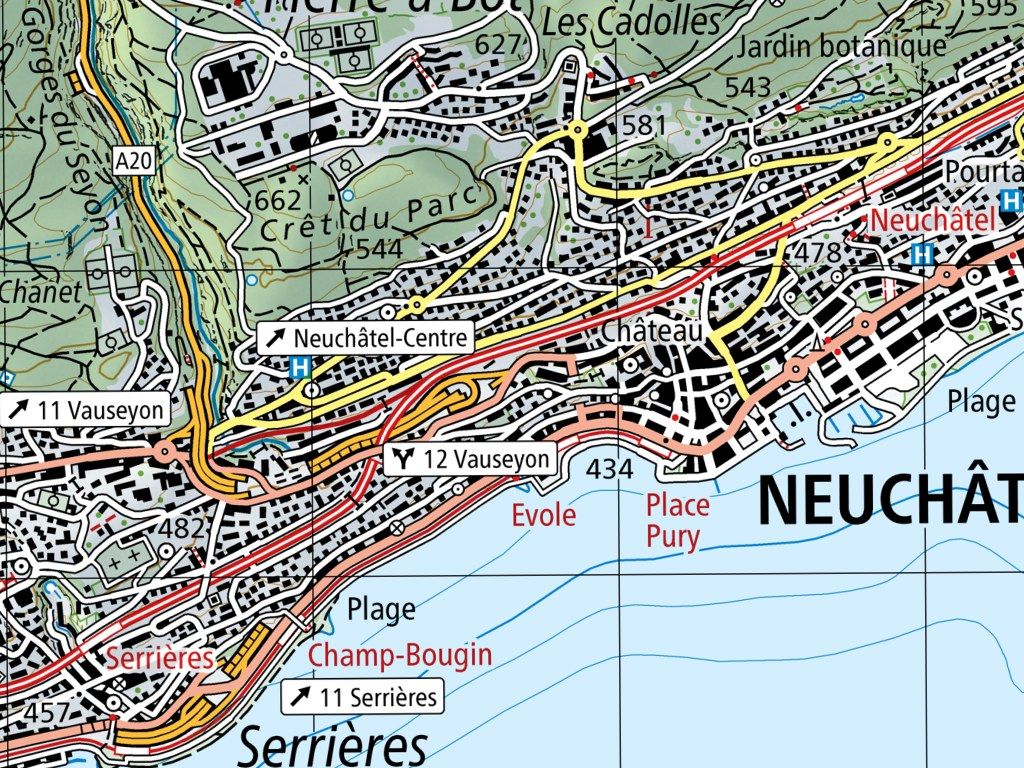 Pierre-à-Bot
Les Cadolles
595
627
Jardin botanique
543
Gorges du Seyon
581
A20
Pourta
662
Crêt du Parc
H
Neuchâtel
544
478
H
Chanet
Neuchâtel-Centre
Château
S
H
11 Vauseyon
Plage
12 Vauseyon
434
NEUCHÂT
Evole
Place
Pury
482
Plage
Serrières
Champ-Bougin
11 Serrières
457
Serrières